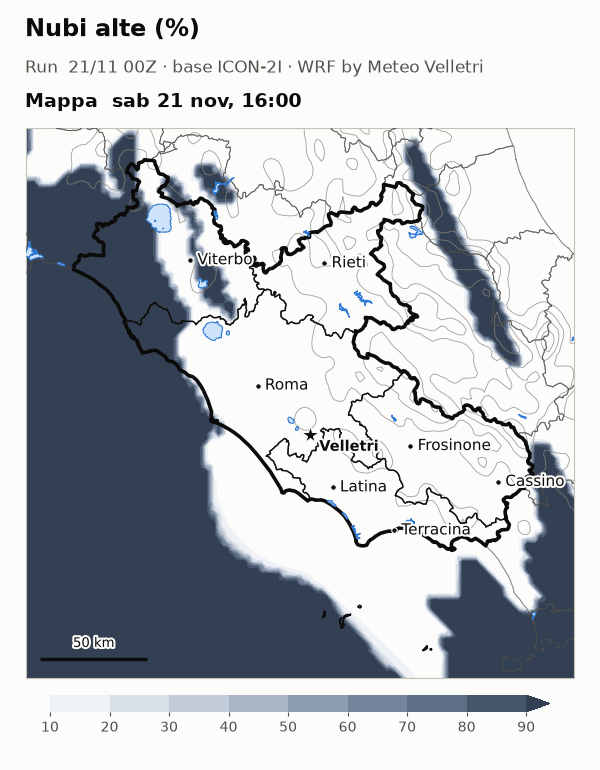 Nubi alte (%)
Run 21/11 00Z · base ICON-2I · WRF by Meteo Velletri
Mappa sab 21 nov, 16:00
Viterbo
Rieti
Roma
Velletri
Frosinone
Latina
Cassino
Terracina
50 km
10 20 30 40 50 60 70 80 90